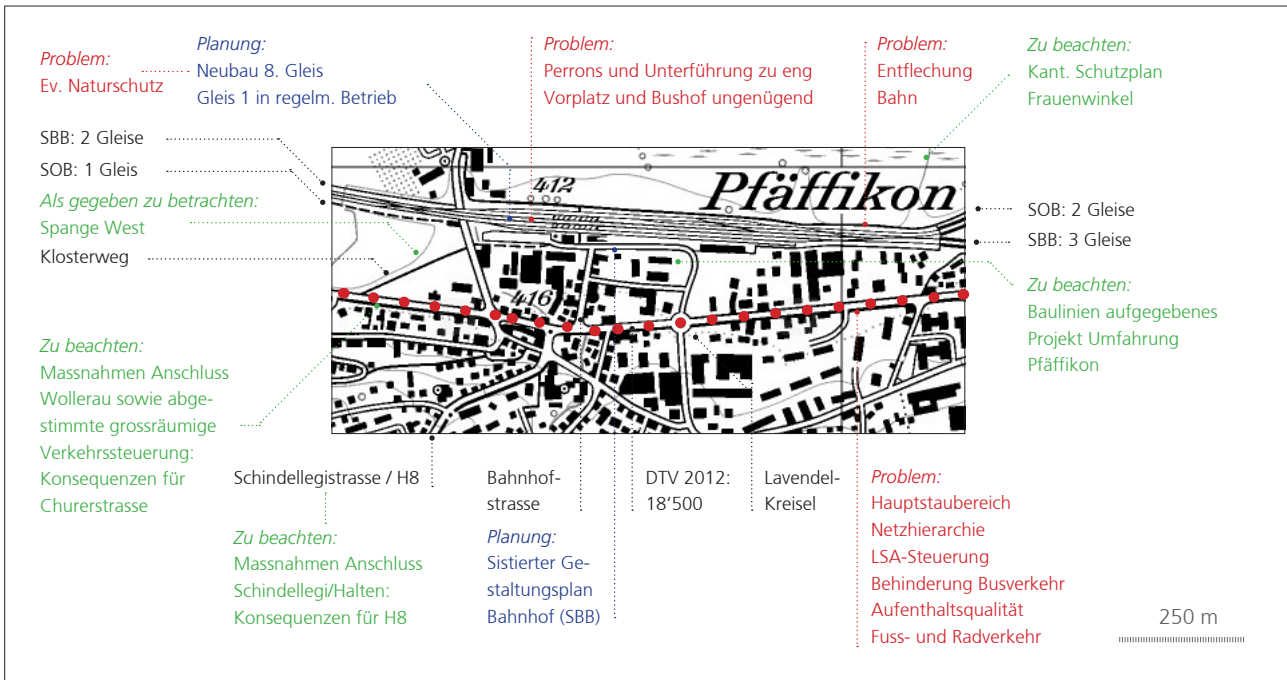 Problem:
Ev. Naturschutz
Planung:
Neubau 8. Gleis
Gleis 1 in regelm. Betrieb
Problem:
Perrons und Unterführung zu eng
Vorplatz und Bushof ungenügend
Problem:
Entflechung
Bahn
Zu beachten:
Kant. Schutzplan
Frauenwinkel
SBB: 2 Gleise
SOB: 1 Gleis
Als gegeben zu betrachten:
Spange West
Klosterweg
412
Pfäffikon
416
SOB: 2 Gleise
SBB: 3 Gleise
Zu beachten:
Baulinien aufgegebenes
Projekt Umfahrung
Pfäffikon
Zu beachten:
Massnahmen Anschluss
Wollerau sowie abge-
stimmte grossräumige
Verkehrssteuerung:
Konsequenzen für
Churerstrasse
Schindellegistrasse / H8
Zu beachten:
Massnahmen Anschluss
Schindellegi/Halten:
Konsequenzen für H8
Bahnhof-
strasse
Planung:
Sistierter Ge-
staltungsplan
Bahnhof (SBB)
DTV 2012:
18’500
Lavendel-
Kreisel
Problem:
Hauptstaubereich
Netzhierarchie
LSA-Steuerung
Behinderung Busverkehr
Aufenthaltsqualität
Fuss- und Radverkehr
250 m